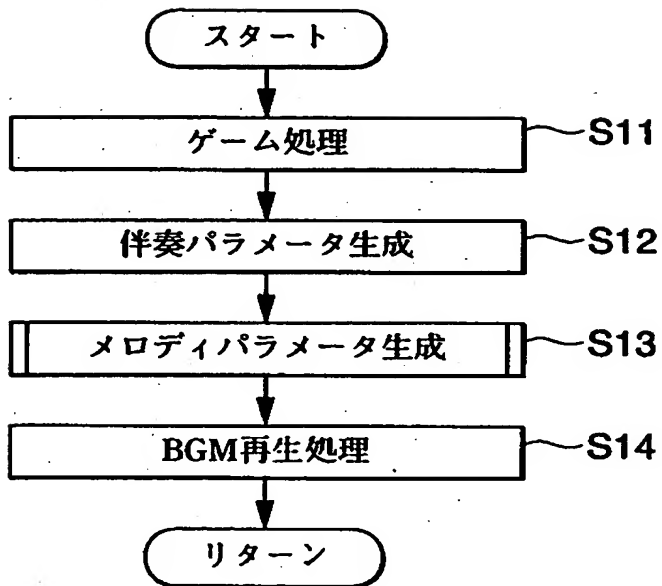 スタート
ゲーム処理 S11
伴奏パラメータ生成 S12
メロディパラメータ生成 S13
BGM再生処理 S14
リターン